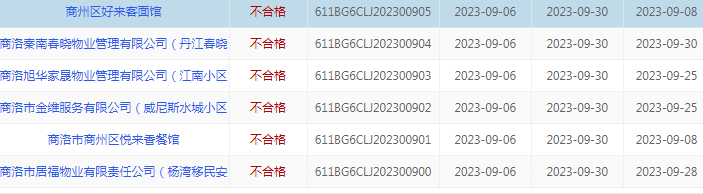 商州区好来客面馆 不合格 611BG6CLJ202300905 2023-09-06 2023-09-30 2023-09-08
商洛秦南春晓物业管理有限公司（丹江春晓 不合格 611BG6CLJ202300904 2023-09-06 2023-09-30 2023-09-30
商洛旭华家晟物业管理有限公司（江南小区 不合格 611BG6CLJ202300903 2023-09-06 2023-09-30 2023-09-25
商洛市金维服务有限公司（威尼斯水城小区 不合格 611BG6CLJ202300902 2023-09-06 2023-09-30 2023-09-25
商洛市商州区悦来香餐馆 不合格 611BG6CLJ202300901 2023-09-06 2023-09-30 2023-09-08
商洛市居福物业有限责任公司（杨湾移民安 不合格 611BG6CLJ202300900 2023-09-06 2023-09-30 2023-09-28